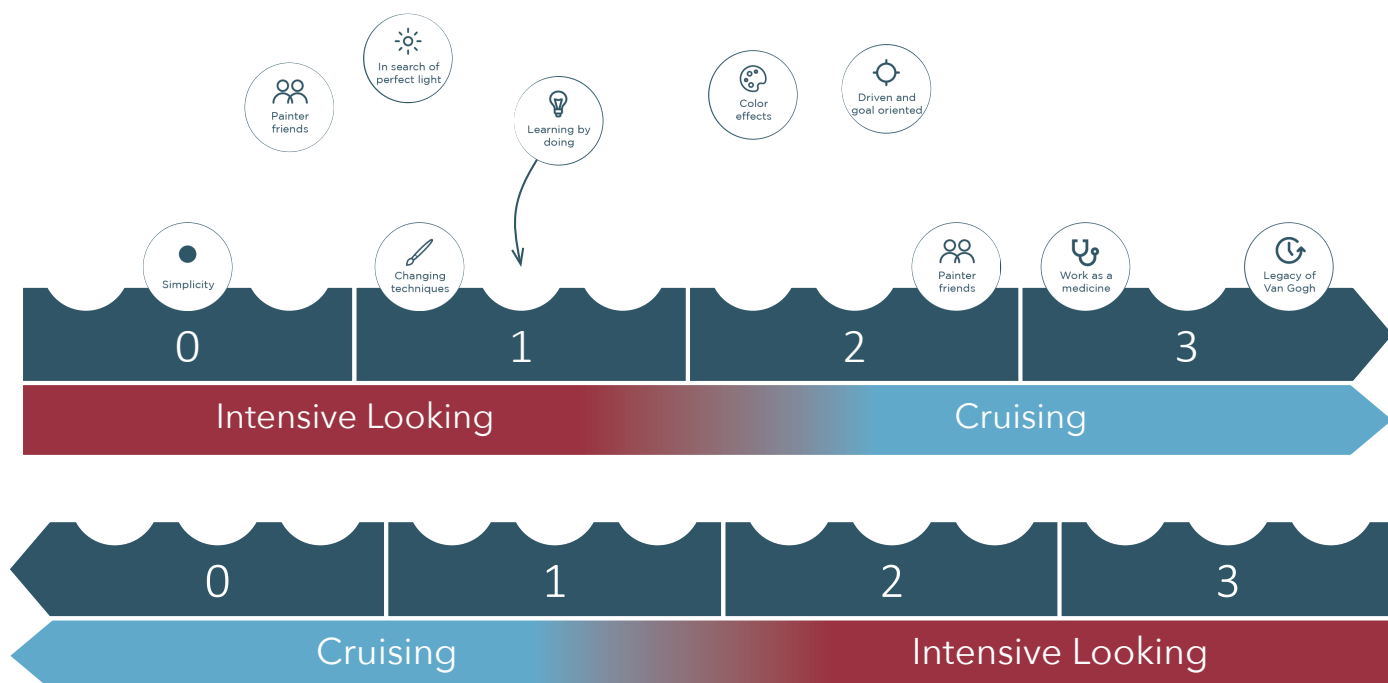 In search of
perfect light
Painter
friends
Learning by
doing
Color
effects
Driven and
goal oriented
Simplicity
Changing
techniques
Painter
friends
Work as a
medicine
Legacy of
Van Gogh
0
1
2
3
Intensive Looking
Cruising
0
1
2
3
Cruising
Intensive Looking